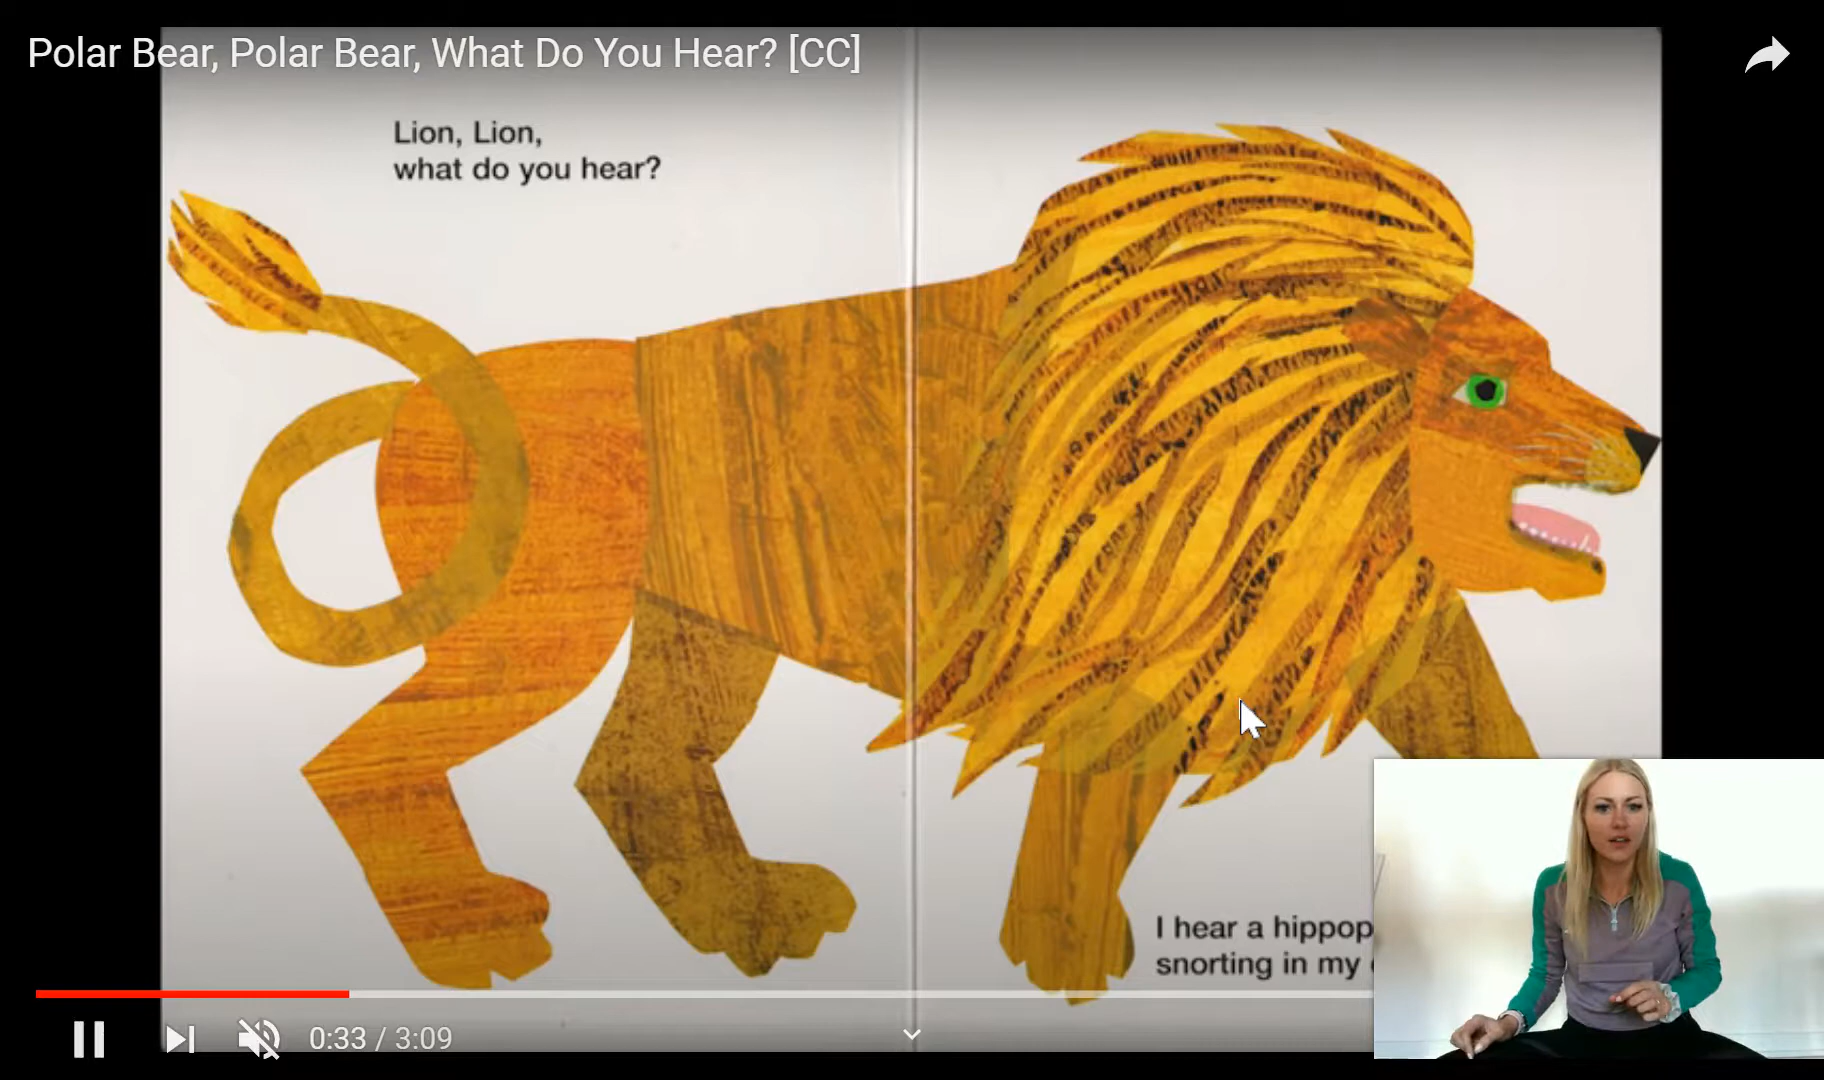 Polar Bear, Polar Bear, What Do You Hear? [CC]
Lion, Lion,
what do you hear?
I hear a
snorting in my
0:33 / 3:09